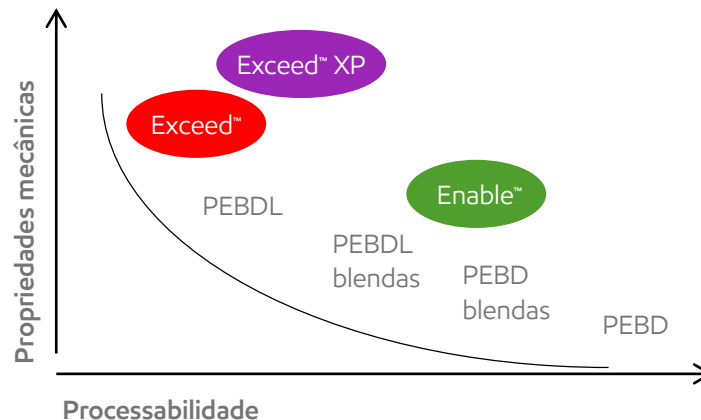 Propriedades mecânicas
Exceed™ XP
Exceed™
Enable™
PEBDL
PEBDL
blendas
PEBD
blendas
PEBD
Processabilidade